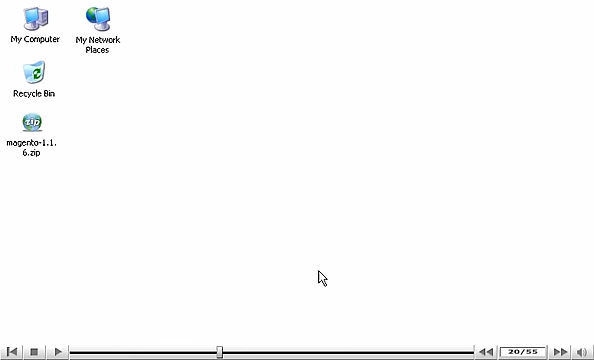 My Computer
My Network
Places
Recycle Bin
magento-1.1.
6.zip
20/55